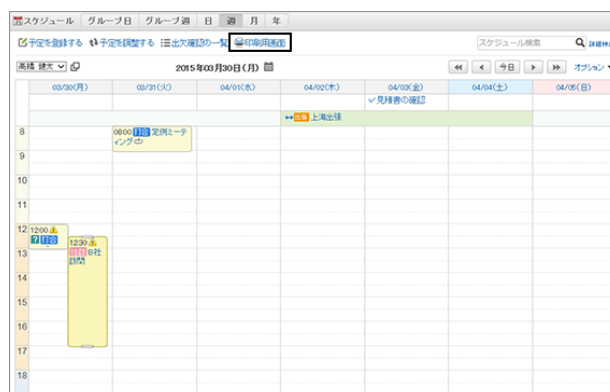 スケジュール グループ日 グループ週 日 週 月 年
予定を登録する 予定を調整する 出欠確認の一覧 印刷用画面 スケジュール検索 詳細検
高橋 健太 2015年03月30日(月) 今日 オプション
03/30(月) 03/31(火) 04/01(水) 04/02(木) 04/03(金) 04/04(土) 04/05(日)
見積書の確認
出張 上海出張
8
08:00 打合 定例ミーテ
ィング
9
10
11
12
12:00
? 打合
12:30
B社
訪問
13
14
15
16
17
18